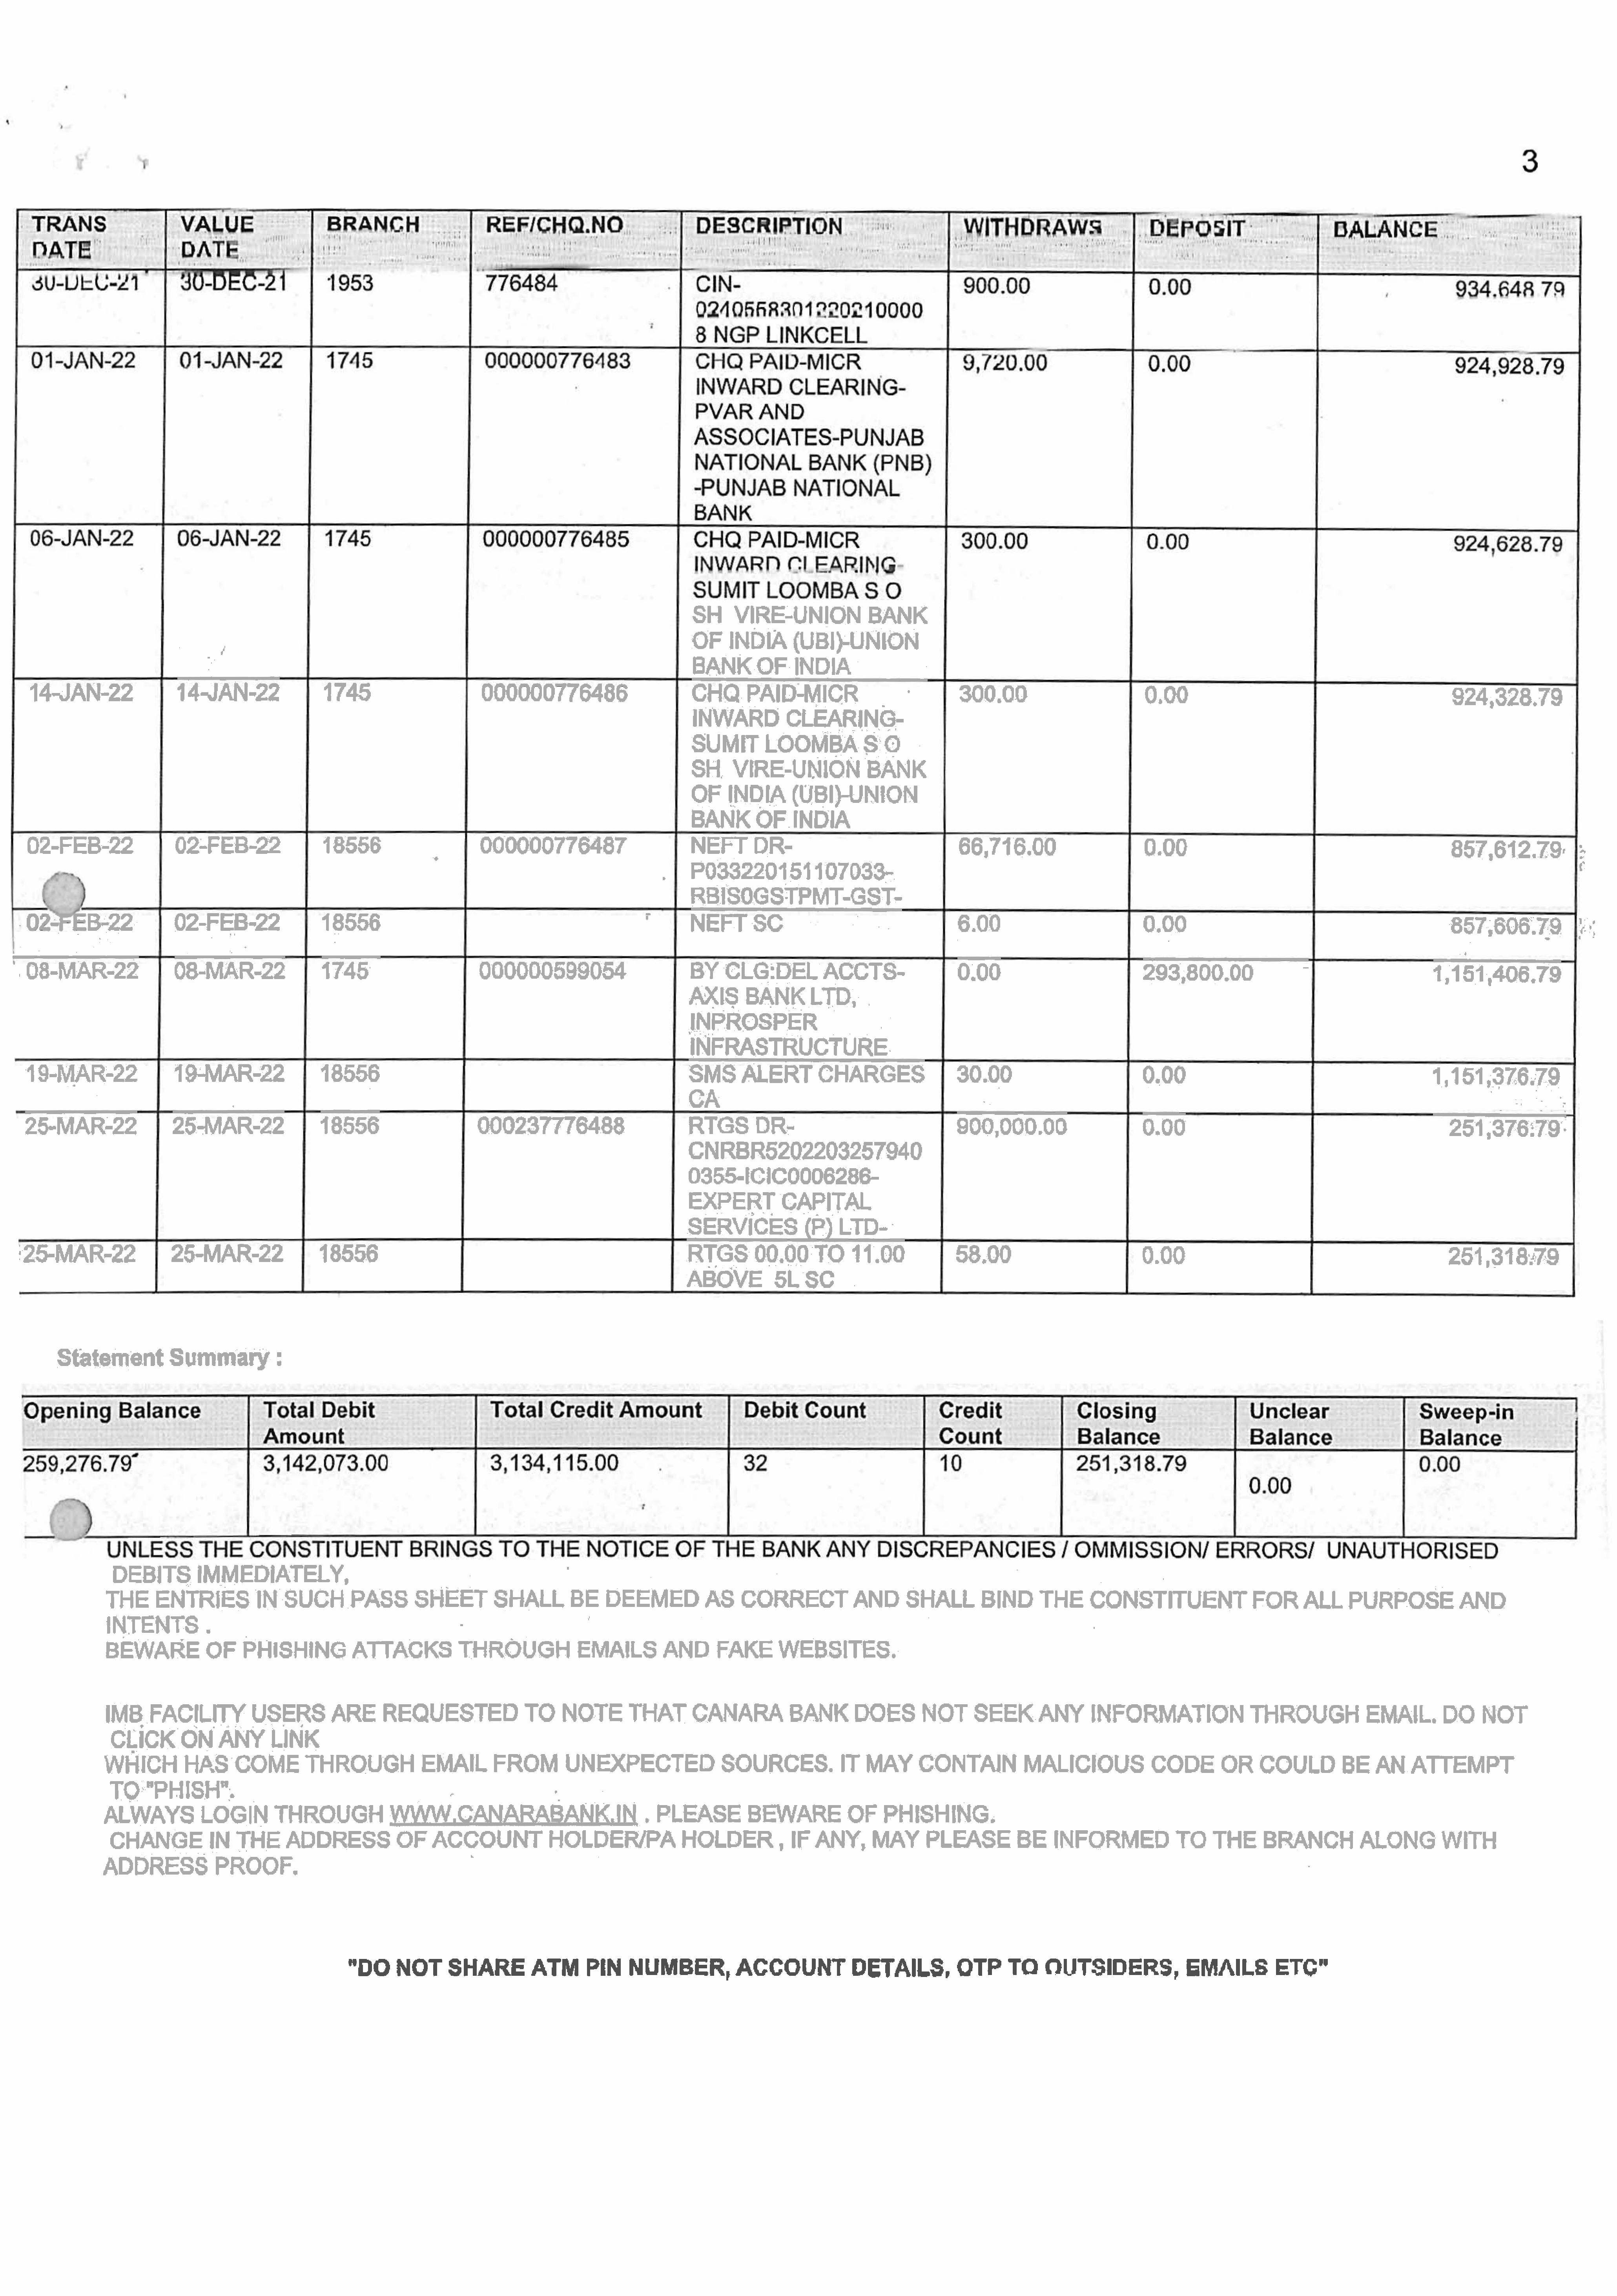 3
TRANS DATE VALUE DATE BRANCH REF/CHQ.NO DESCRIPTION WITHDRAWS DEPOSIT BALANCE
30-DEC-21 30-DEC-21 1953 776484 CIN- 900.00 0.00 934,648.79
0240558301220210000
8 NGP LINKCELL
01-JAN-22 01-JAN-22 1745 000000776483 CHQ PAID-MICR 9,720.00 0.00 924,928.79
INWARD CLEARING-
PVAR AND
ASSOCIATES-PUNJAB
NATIONAL BANK (PNB)
-PUNJAB NATIONAL
BANK
06-JAN-22 06-JAN-22 1745 000000776485 CHQ PAID-MICR 300.00 0.00 924,628.79
INWARD CLEARING-
SUMIT LOOMBA S O
SH VIRE-UNION BANK
OF INDIA (UBI)-UNION
BANK OF INDIA
14-JAN-22 14-JAN-22 1745 000000776486 CHQ PAID-MICR 300.00 0.00 924,328.79
INWARD CLEARING-
SUMIT LOOMBA S O
SH VIRE-UNION BANK
OF INDIA (UBI)-UNION
BANK OF INDIA
02-FEB-22 02-FEB-22 18556 000000776487 NEFT DR- 66,716.00 0.00 857,612.79
P033220151107033-
RBIS0GSTPMT-GST-
02-FEB-22 02-FEB-22 18556 NEFT SC 6.00 0.00 857,606.79
08-MAR-22 08-MAR-22 1745 000000599054 BY CLG:DEL ACCTS- 0.00 293,800.00 1,151,406.79
AXIS BANK LTD,
INPROSPER
INFRASTRUCTURE
19-MAR-22 19-MAR-22 18556 SMS ALERT CHARGES 30.00 0.00 1,151,376.79
CA
25-MAR-22 25-MAR-22 18556 000237776488 RTGS DR- 900,000.00 0.00 251,376.79
CNRBR5202203257940
0355-ICIC0006286-
EXPERT CAPITAL
SERVICES (P) LTD-
25-MAR-22 25-MAR-22 18556 RTGS 00.00 TO 11.00 58.00 0.00 251,318.79
ABOVE 5L SC
Statement Summary :
Opening Balance Total Debit Amount Total Credit Amount Debit Count Credit Count Closing Balance Unclear Balance Sweep-in Balance
259,276.79 3,142,073.00 3,134,115.00 32 10 251,318.79 0.00 0.00
UNLESS THE CONSTITUENT BRINGS TO THE NOTICE OF THE BANK ANY DISCREPANCIES / OMMISSION/ ERRORS/ UNAUTHORISED
DEBITS IMMEDIATELY,
THE ENTRIES IN SUCH PASS SHEET SHALL BE DEEMED AS CORRECT AND SHALL BIND THE CONSTITUENT FOR ALL PURPOSE AND
INTENTS .
BEWARE OF PHISHING ATTACKS THROUGH EMAILS AND FAKE WEBSITES.
IMB FACILITY USERS ARE REQUESTED TO NOTE THAT CANARA BANK DOES NOT SEEK ANY INFORMATION THROUGH EMAIL. DO NOT
CLICK ON ANY LINK
WHICH HAS COME THROUGH EMAIL FROM UNEXPECTED SOURCES. IT MAY CONTAIN MALICIOUS CODE OR COULD BE AN ATTEMPT
TO "PHISH".
ALWAYS LOGIN THROUGH WWW.CANARABANK.IN . PLEASE BEWARE OF PHISHING.
CHANGE IN THE ADDRESS OF ACCOUNT HOLDER/PA HOLDER , IF ANY, MAY PLEASE BE INFORMED TO THE BRANCH ALONG WITH
ADDRESS PROOF.
"DO NOT SHARE ATM PIN NUMBER, ACCOUNT DETAILS, OTP TO OUTSIDERS, EMAILS ETC"